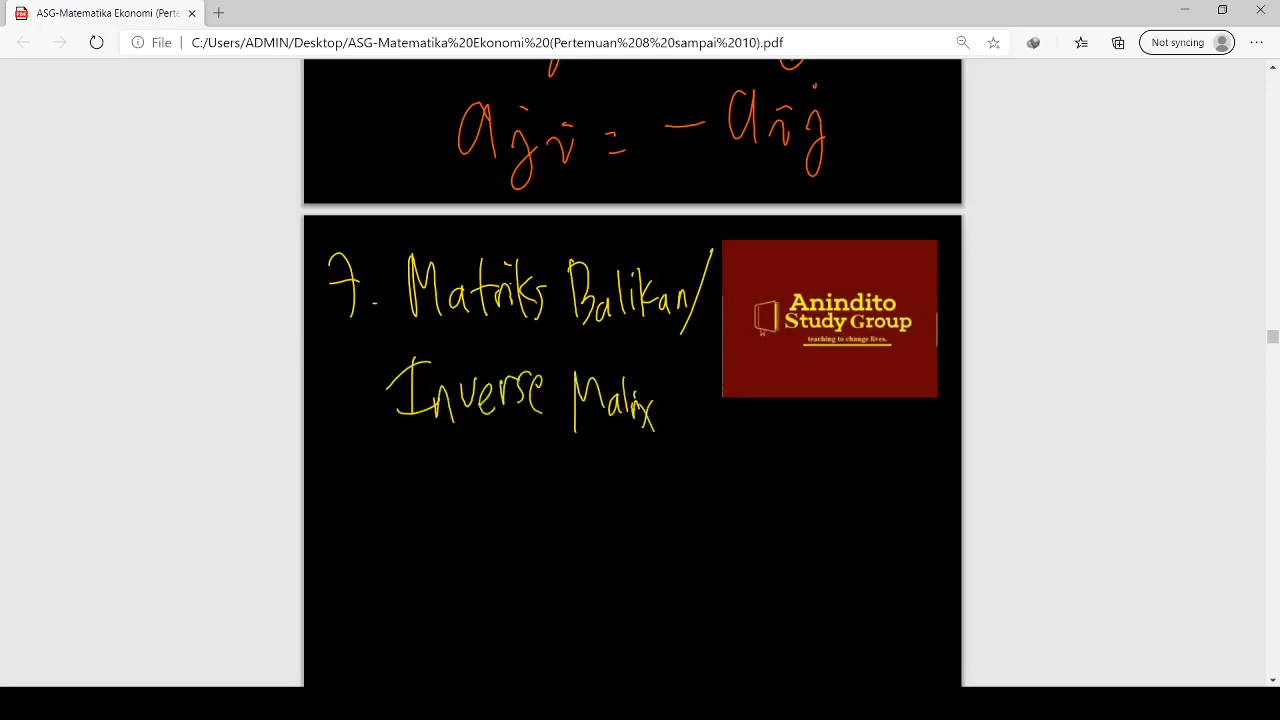 ASG-Matematika Ekonomi (Perte
File
C:/Users/ADMIN/Desktop/ASG-Matematika%20Ekonomi%20(Pertemuan%208%20sampai%2010).pdf
Not syncing
aji = - aij
7. Matriks Balikan/
Inverse Matrix
Anindito
Study Group
teaching to change lives.